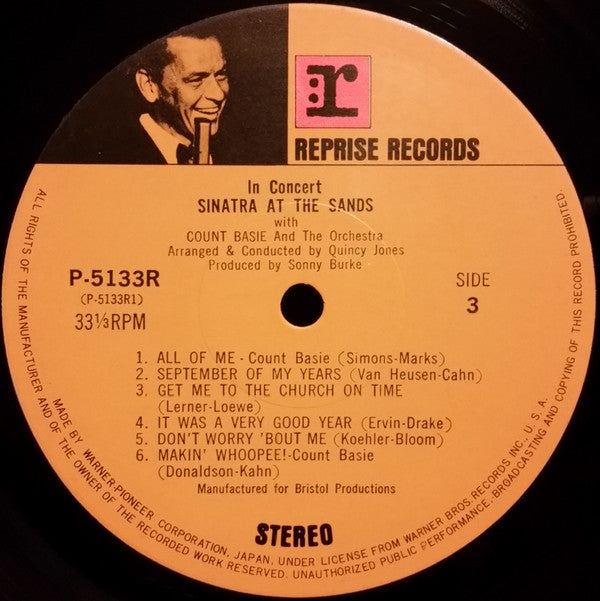 :r
REPRISE RECORDS
In Concert
SINATRA AT THE SANDS
with
COUNT BASIE And The Orchestra
Arranged & Conducted by Quincy Jones
Produced by Sonny Burke
P-5133R
(P-5133R1)
33⅓RPM
SIDE
3
1. ALL OF ME - Count Basie (Simons-Marks)
2. SEPTEMBER OF MY YEARS (Van Heusen-Cahn)
3. GET ME TO THE CHURCH ON TIME
(Lerner-Loewe)
4. IT WAS A VERY GOOD YEAR (Ervin-Drake)
5. DON'T WORRY 'BOUT ME (Koehler-Bloom)
6. MAKIN' WHOOPEE!-Count Basie
(Donaldson-Kahn)
Manufactured for Bristol Productions
STEREO
MADE BY WARNER-PIONEER CORPORATION, JAPAN, UNDER LICENSE FROM WARNER BROS. RECORDS INC., U.S.A.
ALL RIGHTS OF THE MANUFACTURER AND OF THE OWNER OF THE RECORDED WORK RESERVED. UNAUTHORIZED PUBLIC PERFORMANCE, BROADCASTING AND COPYING OF THIS RECORD PROHIBITED.